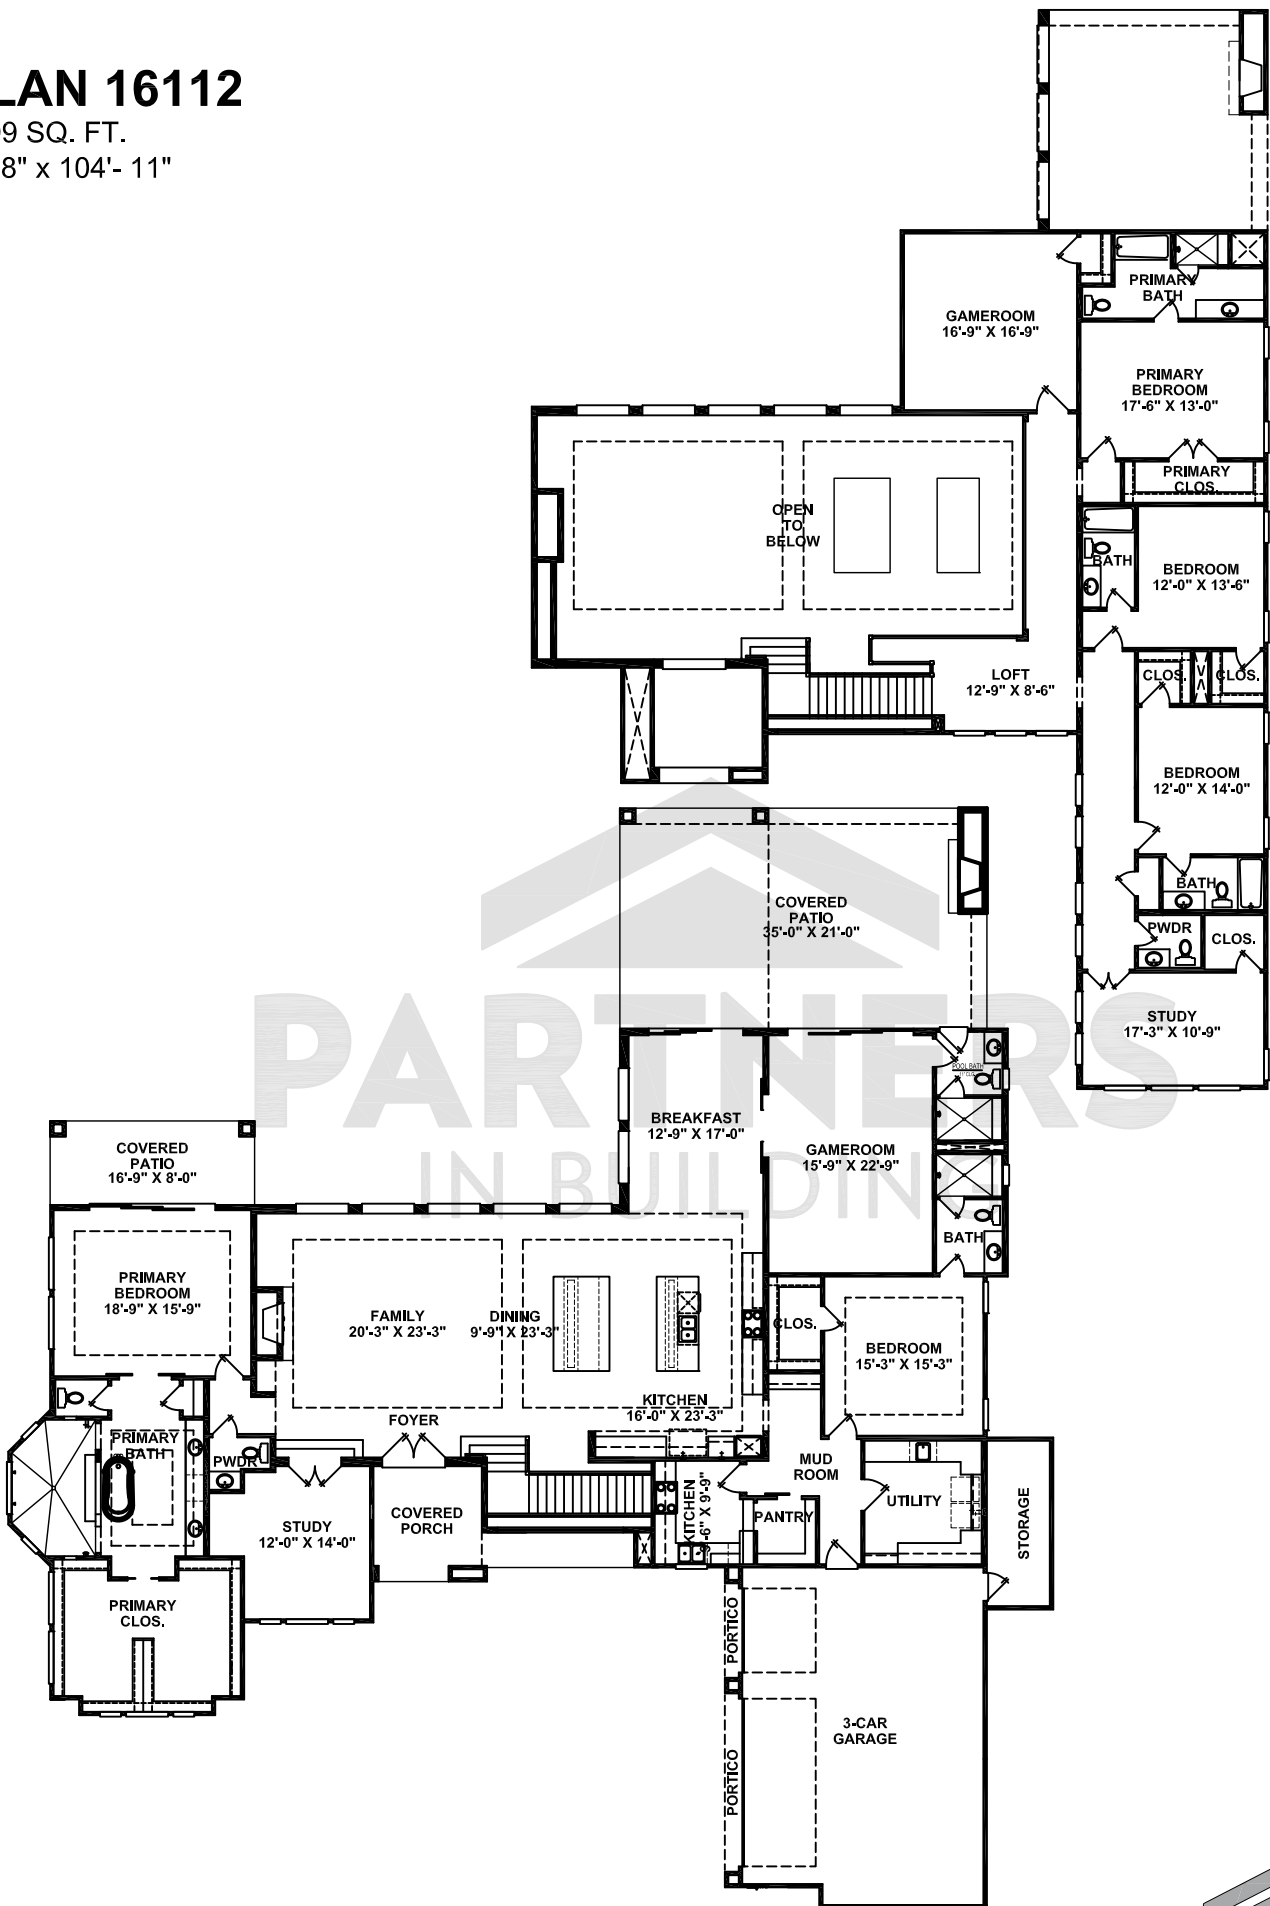 LAN 16112
9 SQ. FT.
8" x 104'- 11"
GAMEROOM
16'-9" X 16'-9"
PRIMARY
BATH
PRIMARY
BEDROOM
17'-6" X 13'-0"
PRIMARY
CLOS.
OPEN
TO
BELOW
BATH
BEDROOM
12'-0" X 13'-6"
LOFT
12'-9" X 8'-6"
CLOS.
CLOS.
BEDROOM
12'-0" X 14'-0"
BATH
PWDR
CLOS.
STUDY
17'-3" X 10'-9"
COVERED
PATIO
35'-0" X 21'-0"
PARTNERS
IN BUILDING
POOL BATH
BREAKFAST
12'-9" X 17'-0"
GAMEROOM
15'-9" X 22'-9"
COVERED
PATIO
16'-9" X 8'-0"
BATH
PRIMARY
BEDROOM
18'-9" X 15'-9"
FAMILY
20'-3" X 23'-3"
DINING
9'-9" X 23'-3"
CLOS.
BEDROOM
15'-3" X 15'-3"
KITCHEN
16'-0" X 23'-3"
FOYER
PRIMARY
BATH
PWDR
MUD
ROOM
KITCHEN
-6" X 9'-9"
PANTRY
UTILITY
STORAGE
STUDY
12'-0" X 14'-0"
COVERED
PORCH
PRIMARY
CLOS.
PORTICO
3-CAR
GARAGE
PORTICO